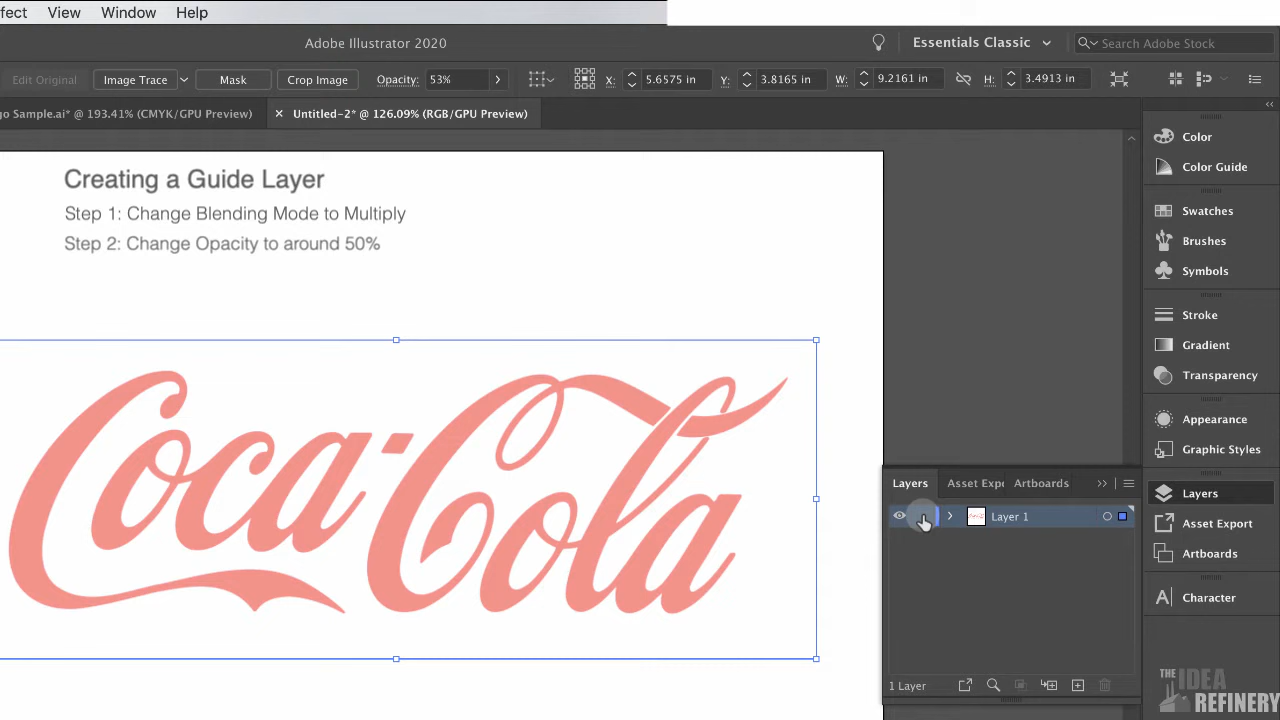 fect View Window Help
Adobe Illustrator 2020
Essentials Classic
Search Adobe Stock
Edit Original Image Trace Mask Crop Image Opacity: 53% X: 5.6575 in Y: 3.8165 in W: 9.2161 in H: 3.4913 in
go Sample.ai* @ 193.41% (CMYK/GPU Preview) × Untitled-2* @ 126.09% (RGB/GPU Preview)
Creating a Guide Layer
Step 1: Change Blending Mode to Multiply
Step 2: Change Opacity to around 50%
Coca-Cola
Color
Color Guide
Swatches
Brushes
Symbols
Stroke
Gradient
Transparency
Appearance
Graphic Styles
Layers
Asset Export
Artboards
Character
Layers Asset Expo Artboards
Layer 1
1 Layer
THE IDEA
REFINERY